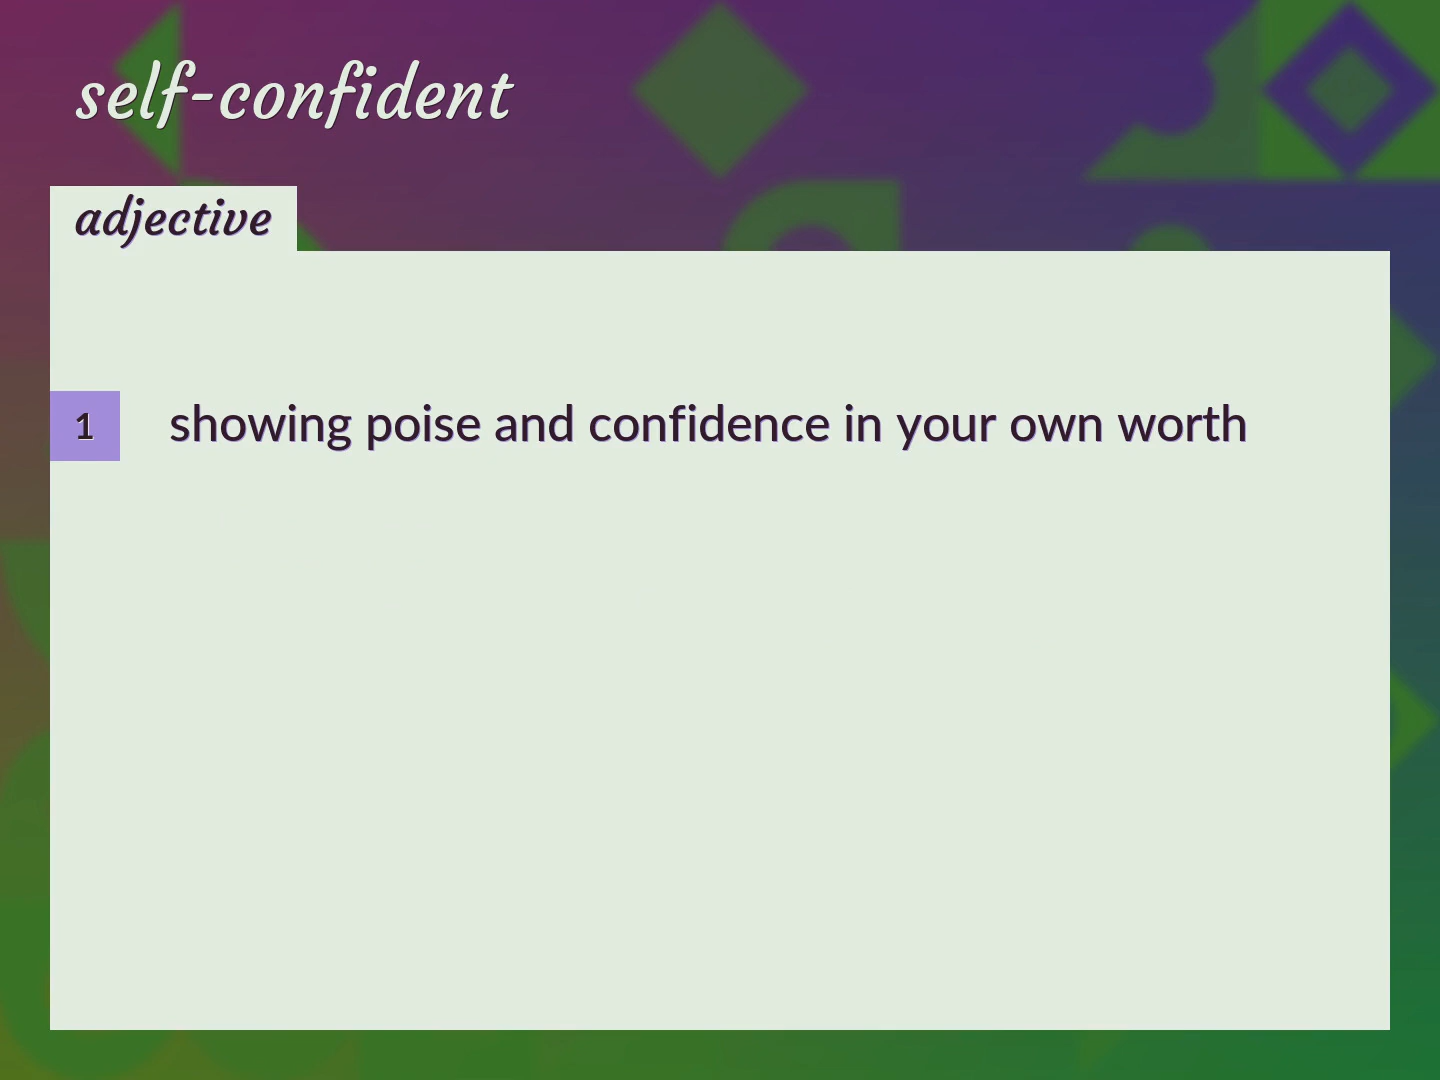 self-confident
adjective
1 showing poise and confidence in your own worth